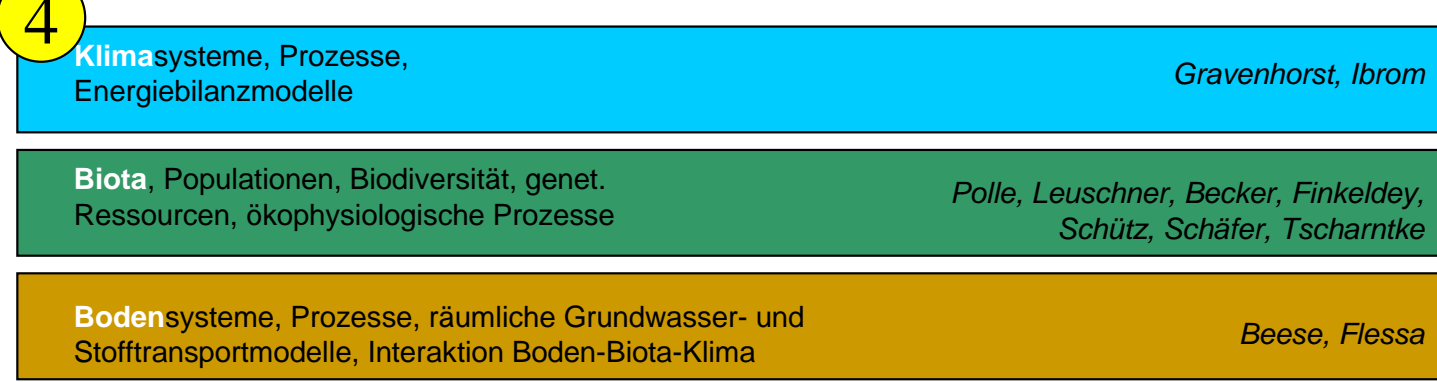 4
Klimasysteme, Prozesse,
Energiebilanzmodelle
Gravenhorst, Ibrom
Biota, Populationen, Biodiversität, genet.
Ressourcen, ökophysiologische Prozesse
Polle, Leuschner, Becker, Finkeldey,
Schütz, Schäfer, Tscharntke
Bodensysteme, Prozesse, räumliche Grundwasser- und
Stofftransportmodelle, Interaktion Boden-Biota-Klima
Beese, Flessa